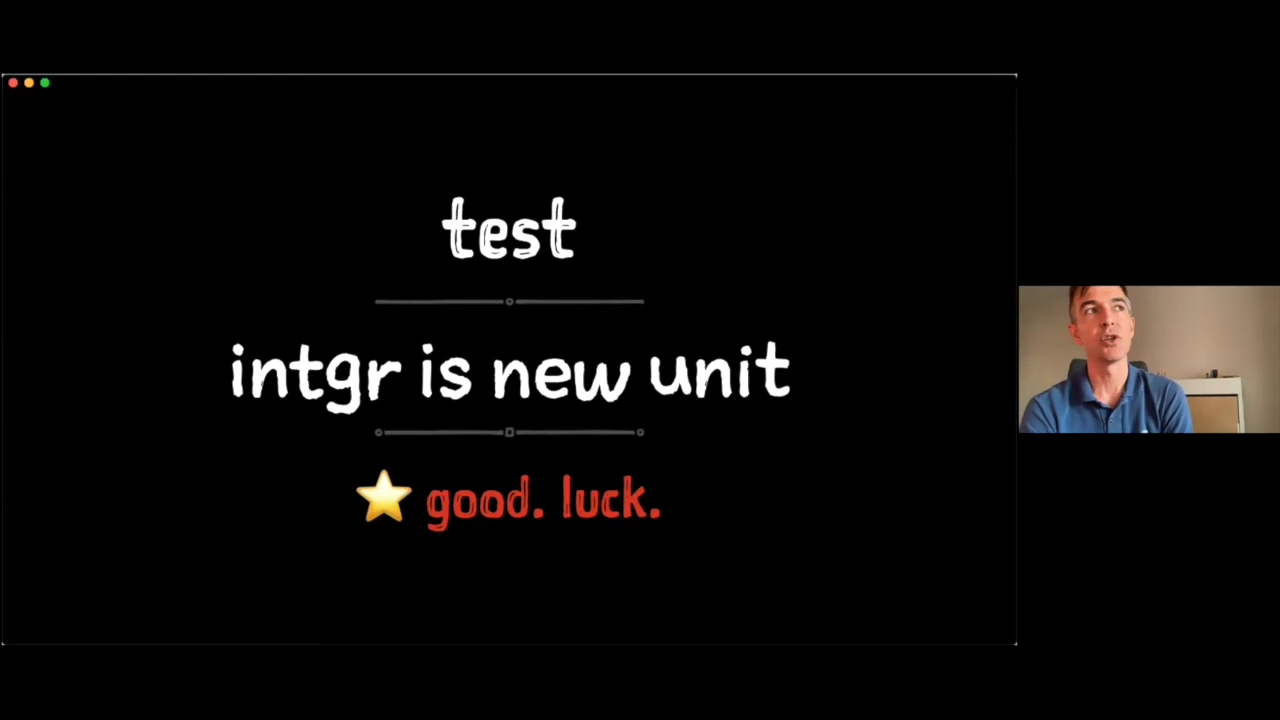 test
intgr is new unit
⭐ good. luck.